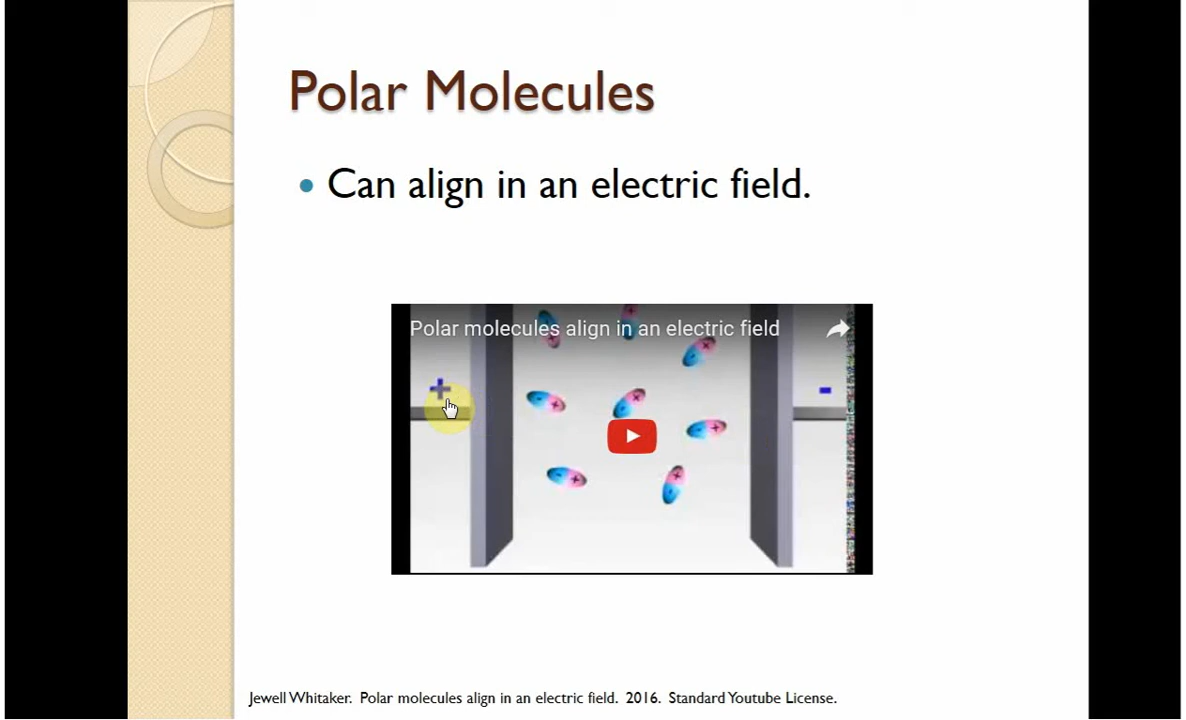 Polar Molecules
• Can align in an electric field.
Polar molecules align in an electric field
+ -
Jewell Whitaker. Polar molecules align in an electric field. 2016. Standard Youtube License.